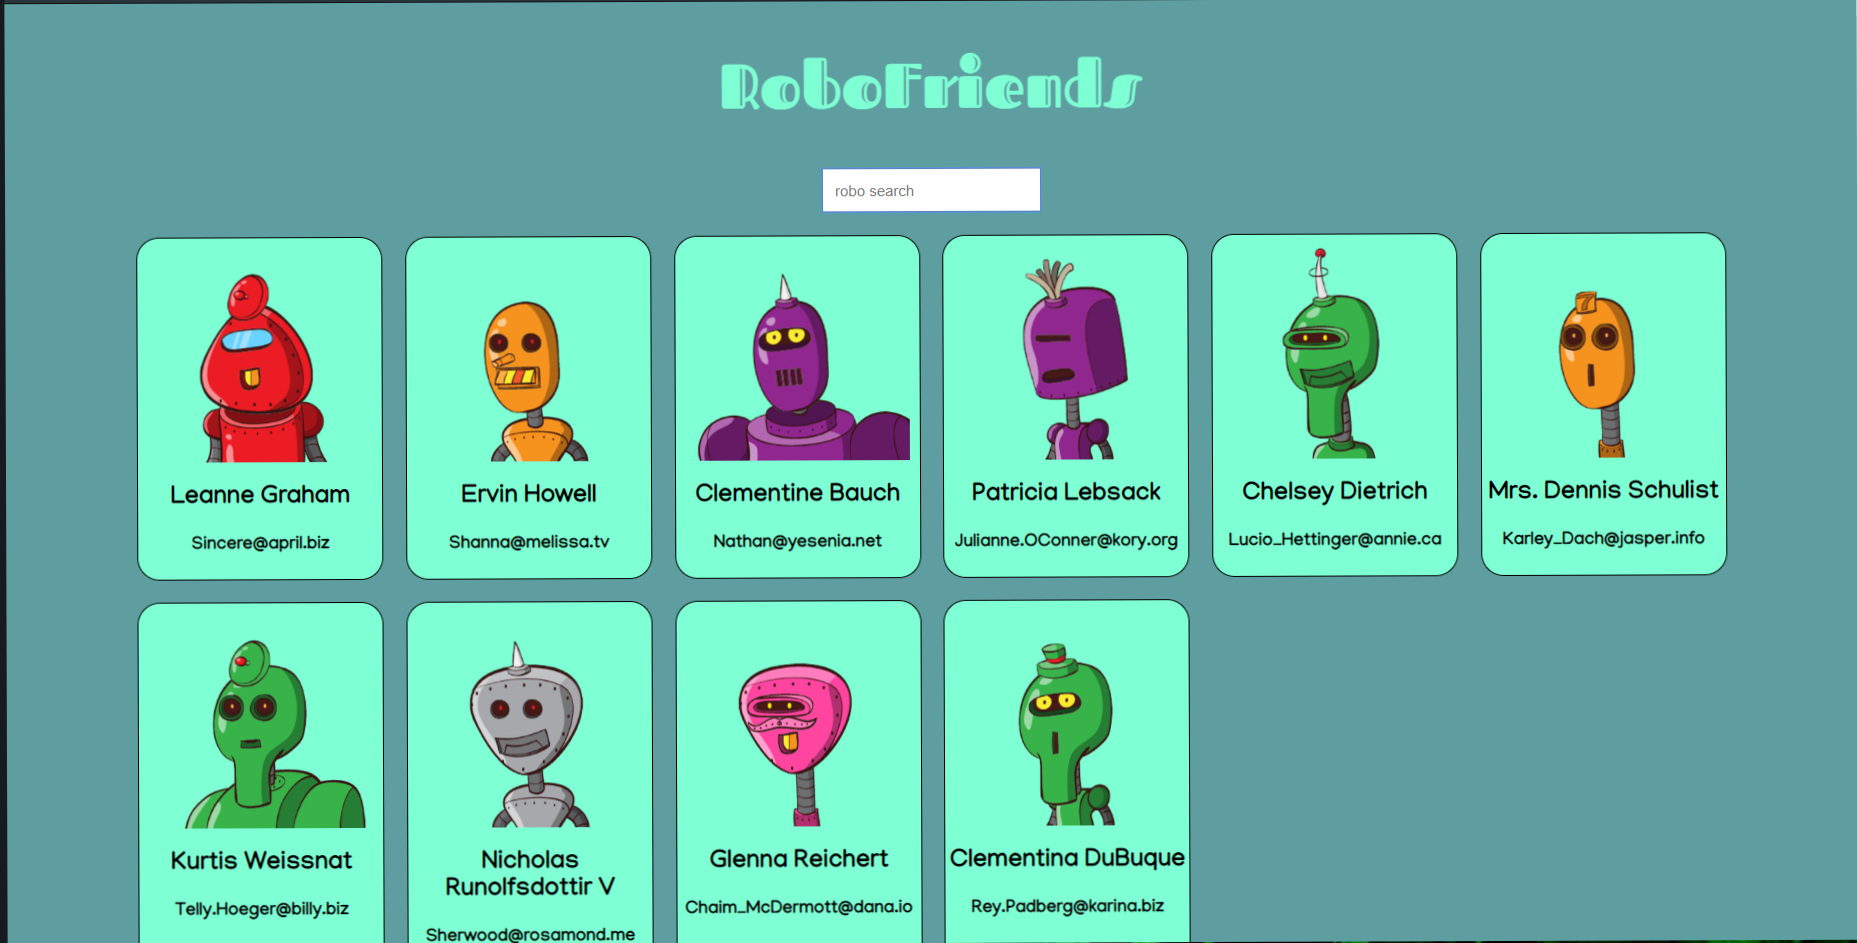 RoboFriends
robo search
Leanne Graham
Sincere@april.biz
Ervin Howell
Shanna@melissa.tv
Clementine Bauch
Nathan@yesenia.net
Patricia Lebsack
Julianne.OConner@kory.org
Chelsey Dietrich
Lucio_Hettinger@annie.ca
7
Mrs. Dennis Schulist
Karley_Dach@jasper.info
Kurtis Weissnat
Telly.Hoeger@billy.biz
Nicholas
Runolfsdottir V
Sherwood@rosamond.me
Glenna Reichert
Chaim_McDermott@dana.io
Clementina DuBuque
Rey.Padberg@karina.biz